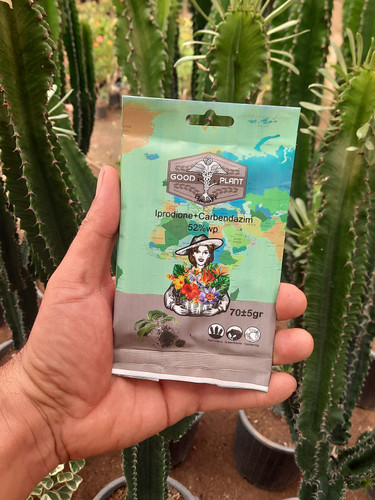 GOOD PLANT
Iprodione+Carbendazim
52%wp
70±5gr